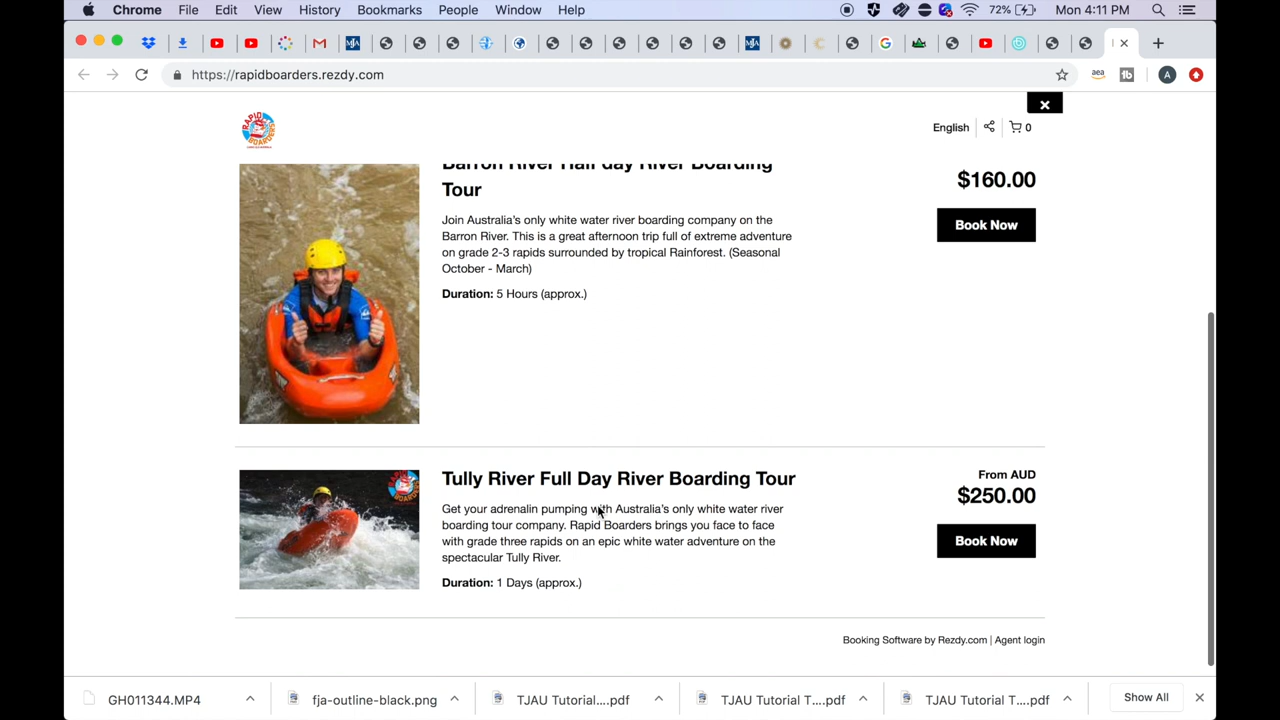 Chrome File Edit View History Bookmarks People Window Help 72% Mon 4:11 PM
https://rapidboarders.rezdy.com
English 0
Barron River Half day River Boarding
Tour
$160.00
Book Now
Join Australia's only white water river boarding company on the
Barron River. This is a great afternoon trip full of extreme adventure
on grade 2-3 rapids surrounded by tropical Rainforest. (Seasonal
October - March)
Duration: 5 Hours (approx.)
Tully River Full Day River Boarding Tour
From AUD
$250.00
Book Now
Get your adrenalin pumping with Australia's only white water river
boarding tour company. Rapid Boarders brings you face to face
with grade three rapids on an epic white water adventure on the
spectacular Tully River.
Duration: 1 Days (approx.)
Booking Software by Rezdy.com | Agent login
GH011344.MP4 fja-outline-black.png TJAU Tutorial....pdf TJAU Tutorial T....pdf TJAU Tutorial T....pdf Show All